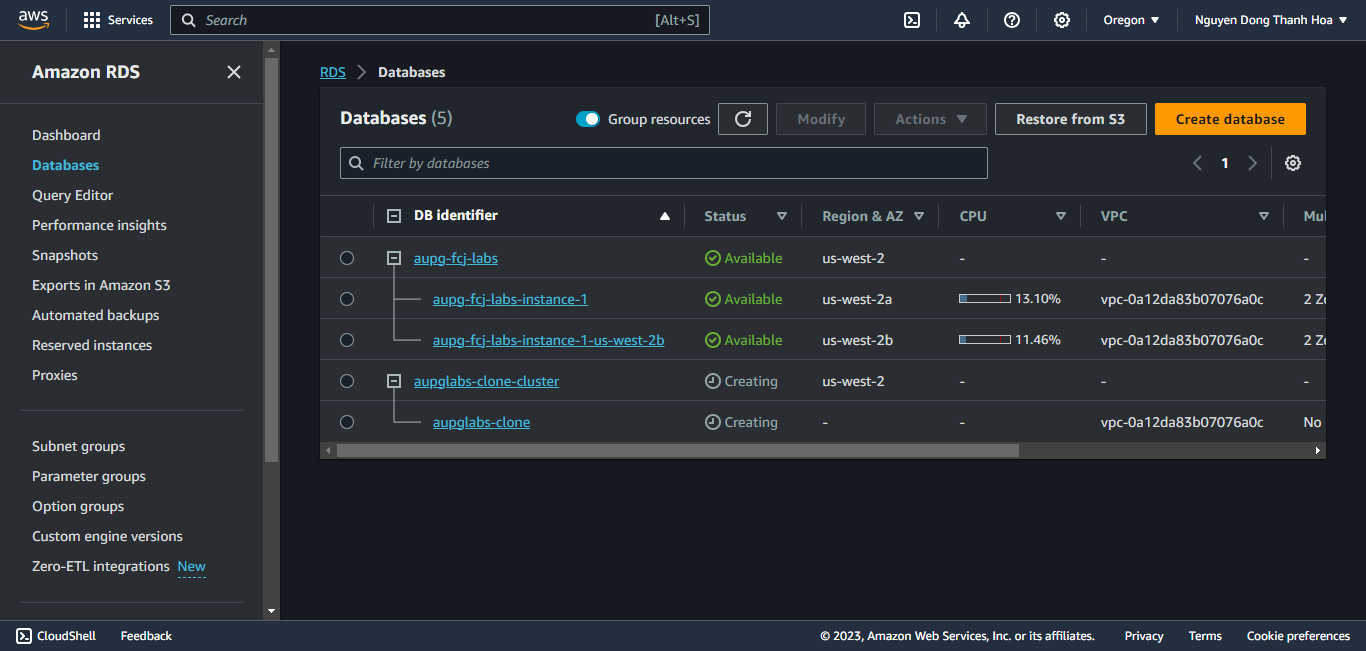 aws
Services
Search
[Alt+S]
Oregon
Nguyen Dong Thanh Hoa
Amazon RDS
Dashboard
Databases
Query Editor
Performance insights
Snapshots
Exports in Amazon S3
Automated backups
Reserved instances
Proxies
Subnet groups
Parameter groups
Option groups
Custom engine versions
Zero-ETL integrations New
RDS > Databases
Databases (5)
Group resources
Modify
Actions
Restore from S3
Create database
Filter by databases
1
DB identifier Status Region & AZ CPU VPC Mul
aupg-fcj-labs Available us-west-2 - - -
aupg-fcj-labs-instance-1 Available us-west-2a 13.10% vpc-0a12da83b07076a0c 2 Zo
aupg-fcj-labs-instance-1-us-west-2b Available us-west-2b 11.46% vpc-0a12da83b07076a0c 2 Zo
aupglabs-clone-cluster Creating us-west-2 - - -
aupglabs-clone Creating - - vpc-0a12da83b07076a0c No
CloudShell Feedback © 2023, Amazon Web Services, Inc. or its affiliates. Privacy Terms Cookie preferences